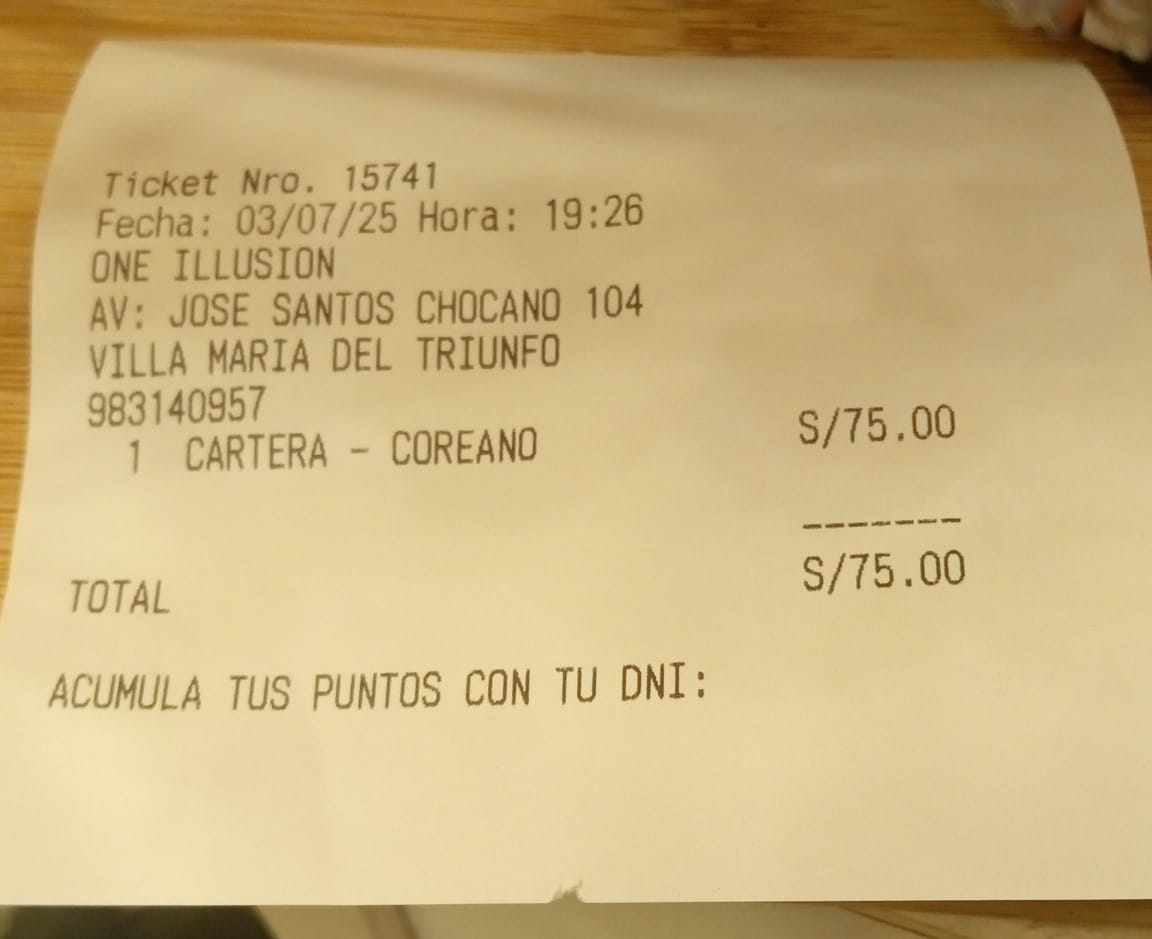 Ticket Nro. 15741
Fecha: 03/07/25 Hora: 19:26
ONE ILLUSION
AV: JOSE SANTOS CHOCANO 104
VILLA MARIA DEL TRIUNFO
983140957
1 CARTERA - COREANO S/75.00
-------
TOTAL S/75.00
ACUMULA TUS PUNTOS CON TU DNI: